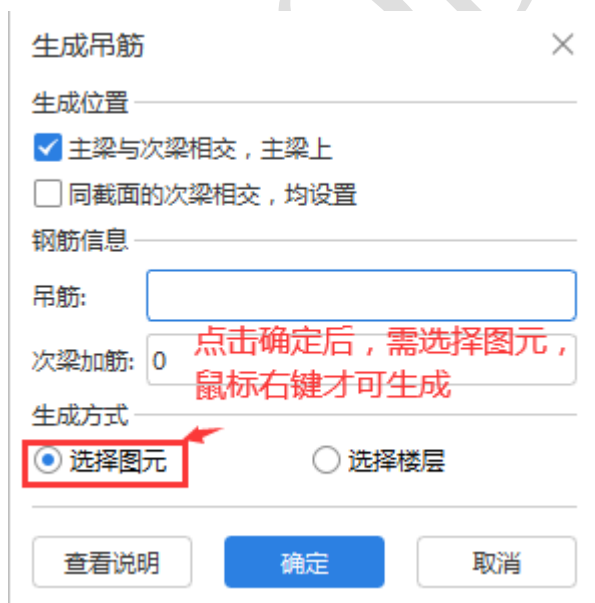 生成吊筋
生成位置
主梁与次梁相交，主梁上
同截面的次梁相交，均设置
钢筋信息
吊筋:
次梁加筋: 0
点击确定后，需选择图元，
鼠标右键才可生成
生成方式
选择图元 选择楼层
查看说明 确定 取消